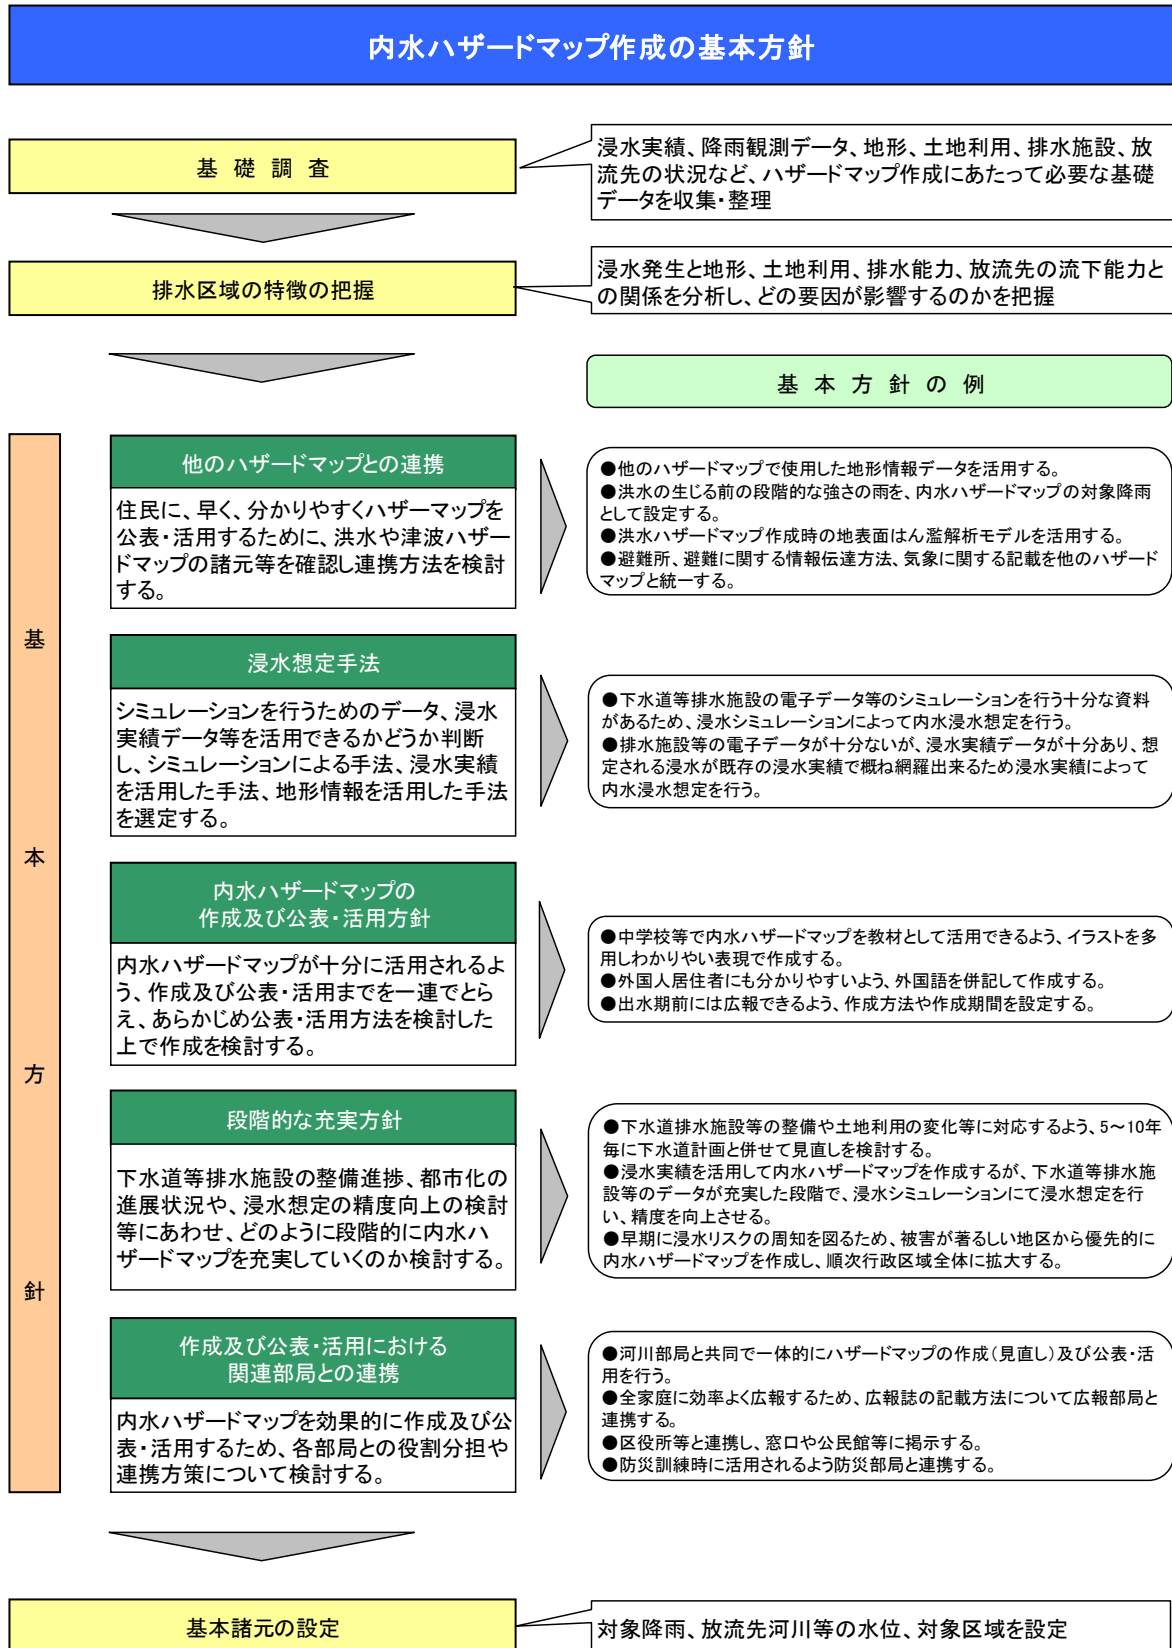 内水ハザードマップ作成の基本方針
基 礎 調 査
浸水実績、降雨観測データ、地形、土地利用、排水施設、放
流先の状況など、ハザードマップ作成にあたって必要な基礎
データを収集・整理
排水区域の特徴の把握
浸水発生と地形、土地利用、排水能力、放流先の流下能力と
の関係を分析し、どの要因が影響するのかを把握
基 本 方 針 の 例
基
本
方
針
他のハザードマップとの連携
住民に、早く、分かりやすくハザーマップを
公表・活用するために、洪水や津波ハザー
ドマップの諸元等を確認し連携方法を検討
する。
●他のハザードマップで使用した地形情報データを活用する。
●洪水の生じる前の段階的な強さの雨を、内水ハザードマップの対象降雨
として設定する。
●洪水ハザードマップ作成時の地表面はん濫解析モデルを活用する。
●避難所、避難に関する情報伝達方法、気象に関する記載を他のハザード
マップと統一する。
浸水想定手法
シミュレーションを行うためのデータ、浸水
実績データ等を活用できるかどうか判断
し、シミュレーションによる手法、浸水実績
を活用した手法、地形情報を活用した手法
を選定する。
●下水道等排水施設の電子データ等のシミュレーションを行う十分な資料
があるため、浸水シミュレーションによって内水浸水想定を行う。
●排水施設等の電子データが十分ないが、浸水実績データが十分あり、想
定される浸水が既存の浸水実績で概ね網羅出来るため浸水実績によって
内水浸水想定を行う。
内水ハザードマップの
作成及び公表・活用方針
内水ハザードマップが十分に活用されるよ
う、作成及び公表・活用までを一連でとら
え、あらかじめ公表・活用方法を検討した
上で作成を検討する。
●中学校等で内水ハザードマップを教材として活用できるよう、イラストを多
用しわかりやい表現で作成する。
●外国人居住者にも分かりやすいよう、外国語を併記して作成する。
●出水期前には広報できるよう、作成方法や作成期間を設定する。
段階的な充実方針
下水道等排水施設の整備進捗、都市化の
進展状況や、浸水想定の精度向上の検討
等にあわせ、どのように段階的に内水ハ
ザードマップを充実していくのか検討する。
●下水道排水施設等の整備や土地利用の変化等に対応するよう、5～10年
毎に下水道計画と併せて見直しを検討する。
●浸水実績を活用して内水ハザードマップを作成するが、下水道等排水施
設等のデータが充実した段階で、浸水シミュレーションにて浸水想定を行
い、精度を向上させる。
●早期に浸水リスクの周知を図るため、被害が著るしい地区から優先的に
内水ハザードマップを作成し、順次行政区域全体に拡大する。
作成及び公表・活用における
関連部局との連携
内水ハザードマップを効果的に作成及び公
表・活用するため、各部局との役割分担や
連携方策について検討する。
●河川部局と共同で一体的にハザードマップの作成（見直し）及び公表・活
用を行う。
●全家庭に効率よく広報するため、広報誌の記載方法について広報部局と
連携する。
●区役所等と連携し、窓口や公民館等に掲示する。
●防災訓練時に活用されるよう防災部局と連携する。
基本諸元の設定
対象降雨、放流先河川等の水位、対象区域を設定